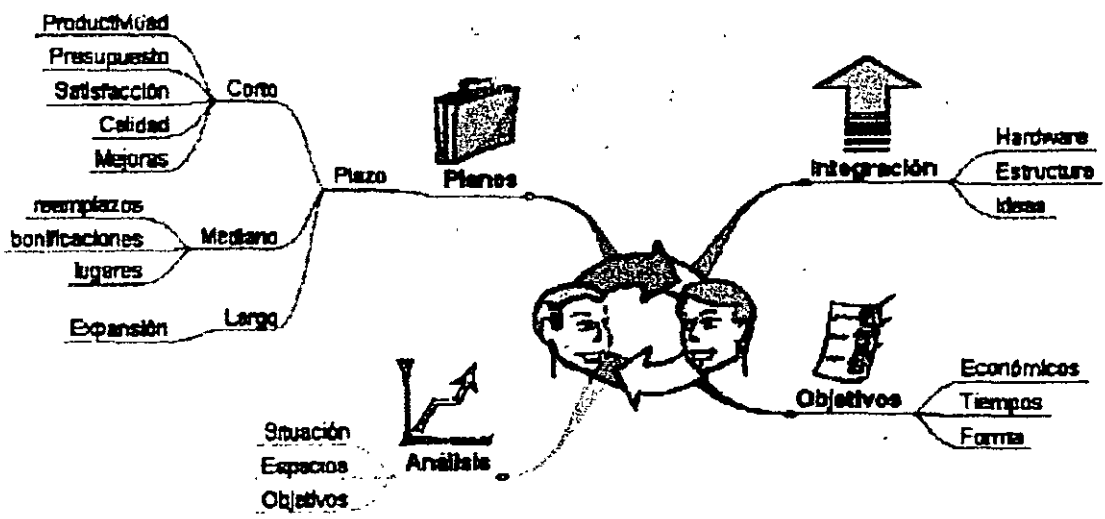 Productividad
Presupuesto
Satisfacción
Calidad
Mejoras
Corto
reemplazos
bonificaciones
lugares
Mediano
Expansión
Largo
Plazo
Planes
Integración
Hardware
Estructura
Ideas
Objetivos
Económicos
Tiempos
Forma
Análisis
Situación
Espacios
Objetivos